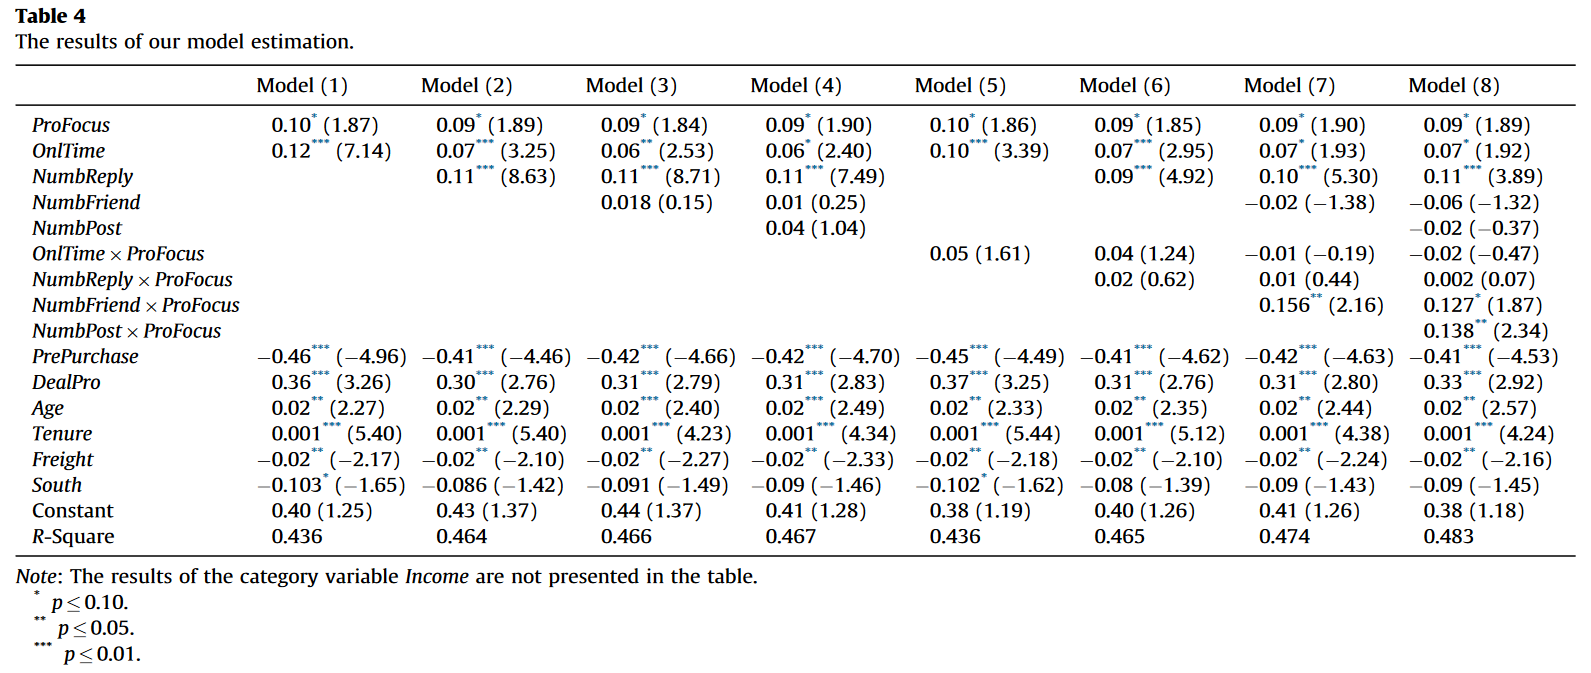 Table 4
The results of our model estimation.
Model (1) Model (2) Model (3) Model (4) Model (5) Model (6) Model (7) Model (8)
ProFocus 0.10* (1.87) 0.09* (1.89) 0.09* (1.84) 0.09* (1.90) 0.10* (1.86) 0.09* (1.85) 0.09* (1.90) 0.09* (1.89)
OnlTime 0.12*** (7.14) 0.07*** (3.25) 0.06** (2.53) 0.06* (2.40) 0.10*** (3.39) 0.07*** (2.95) 0.07* (1.93) 0.07* (1.92)
NumbReply 0.11*** (8.63) 0.11*** (8.71) 0.11*** (7.49) 0.09*** (4.92) 0.10*** (5.30) 0.11*** (3.89)
NumbFriend 0.018 (0.15) 0.01 (0.25) −0.02 (−1.38) −0.06 (−1.32)
NumbPost 0.04 (1.04) −0.02 (−0.37)
OnlTime × ProFocus 0.05 (1.61) 0.04 (1.24) −0.01 (−0.19) −0.02 (−0.47)
NumbReply × ProFocus 0.02 (0.62) 0.01 (0.44) 0.002 (0.07)
NumbFriend × ProFocus 0.156** (2.16) 0.127* (1.87)
NumbPost × ProFocus 0.138** (2.34)
PrePurchase −0.46*** (−4.96) −0.41*** (−4.46) −0.42*** (−4.66) −0.42*** (−4.70) −0.45*** (−4.49) −0.41*** (−4.62) −0.42*** (−4.63) −0.41*** (−4.53)
DealPro 0.36*** (3.26) 0.30*** (2.76) 0.31*** (2.79) 0.31*** (2.83) 0.37*** (3.25) 0.31*** (2.76) 0.31*** (2.80) 0.33*** (2.92)
Age 0.02** (2.27) 0.02** (2.29) 0.02*** (2.40) 0.02*** (2.49) 0.02** (2.33) 0.02** (2.35) 0.02** (2.44) 0.02** (2.57)
Tenure 0.001*** (5.40) 0.001*** (5.40) 0.001*** (4.23) 0.001*** (4.34) 0.001*** (5.44) 0.001*** (5.12) 0.001*** (4.38) 0.001*** (4.24)
Freight −0.02** (−2.17) −0.02** (−2.10) −0.02** (−2.27) −0.02** (−2.33) −0.02** (−2.18) −0.02** (−2.10) −0.02** (−2.24) −0.02** (−2.16)
South −0.103* (−1.65) −0.086 (−1.42) −0.091 (−1.49) −0.09 (−1.46) −0.102* (−1.62) −0.08 (−1.39) −0.09 (−1.43) −0.09 (−1.45)
Constant 0.40 (1.25) 0.43 (1.37) 0.44 (1.37) 0.41 (1.28) 0.38 (1.19) 0.40 (1.26) 0.41 (1.26) 0.38 (1.18)
R-Square 0.436 0.464 0.466 0.467 0.436 0.465 0.474 0.483
Note: The results of the category variable Income are not presented in the table.
* p ≤ 0.10.
** p ≤ 0.05.
*** p ≤ 0.01.